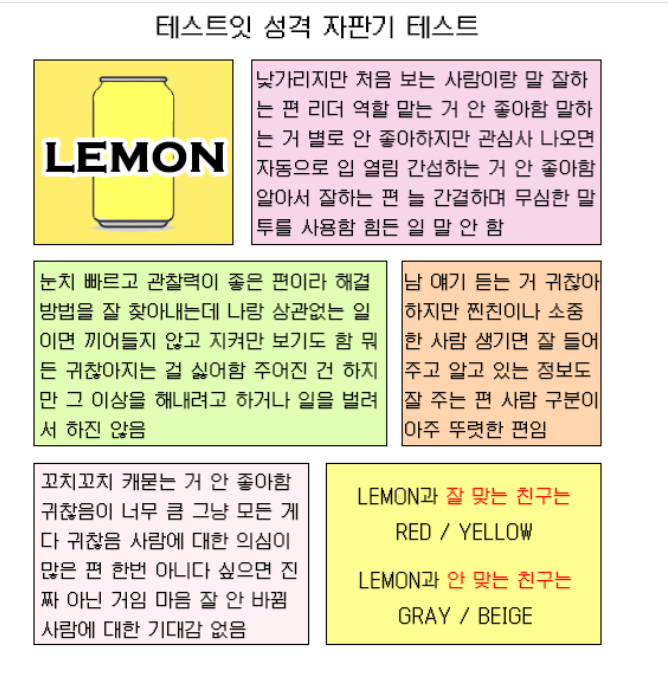 테스트잇 성격 자판기 테스트
LEMON
낯가리지만 처음 보는 사람이랑 말 잘하
는 편 리더 역할 맡는 거 안 좋아함 말하
는 거 별로 안 좋아하지만 관심사 나오면
자동으로 입 열림 간섭하는 거 안 좋아함
알아서 잘하는 편 늘 간결하며 무심한 말
투를 사용함 힘든 일 말 안 함
눈치 빠르고 관찰력이 좋은 편이라 해결
방법을 잘 찾아내는데 나랑 상관없는 일
이면 끼어들지 않고 지켜만 보기도 함 뭐
든 귀찮아지는 걸 싫어함 주어진 건 하지
만 그 이상을 해내려고 하거나 일을 벌려
서 하진 않음
남 얘기 듣는 거 귀찮아
하지만 찐친이나 소중
한 사람 생기면 잘 들어
주고 알고 있는 정보도
잘 주는 편 사람 구분이
아주 뚜렷한 편임
꼬치꼬치 캐묻는 거 안 좋아함
귀찮음이 너무 큼 그냥 모든 게
다 귀찮음 사람에 대한 의심이
많은 편 한번 아니다 싶으면 진
짜 아닌 거임 마음 잘 안 바뀜
사람에 대한 기대감 없음
LEMON과 잘 맞는 친구는
RED / YELLOW
LEMON과 안 맞는 친구는
GRAY / BEIGE